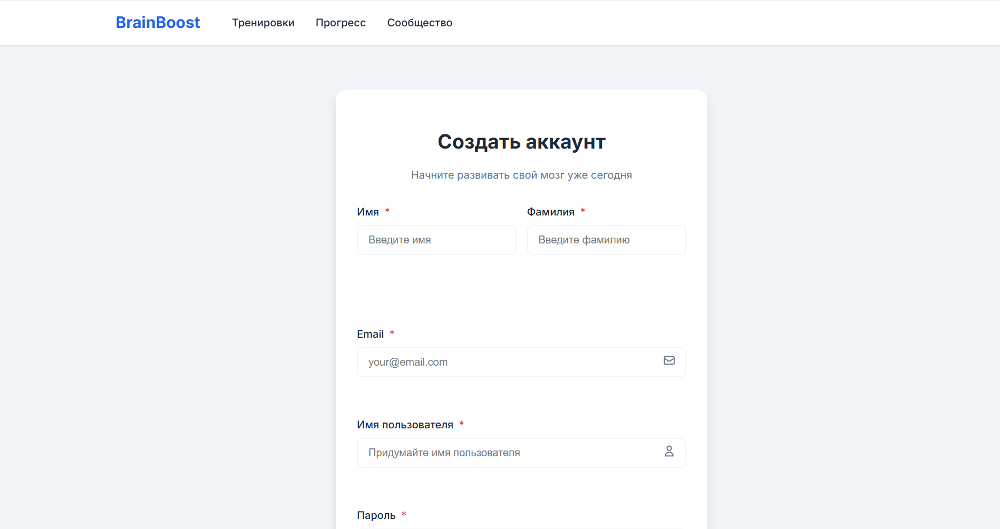 BrainBoost Тренировки Прогресс Сообщество
Создать аккаунт
Начните развивать свой мозг уже сегодня
Имя * Фамилия *
Введите имя Введите фамилию
Email *
your@email.com
Имя пользователя *
Придумайте имя пользователя
Пароль *